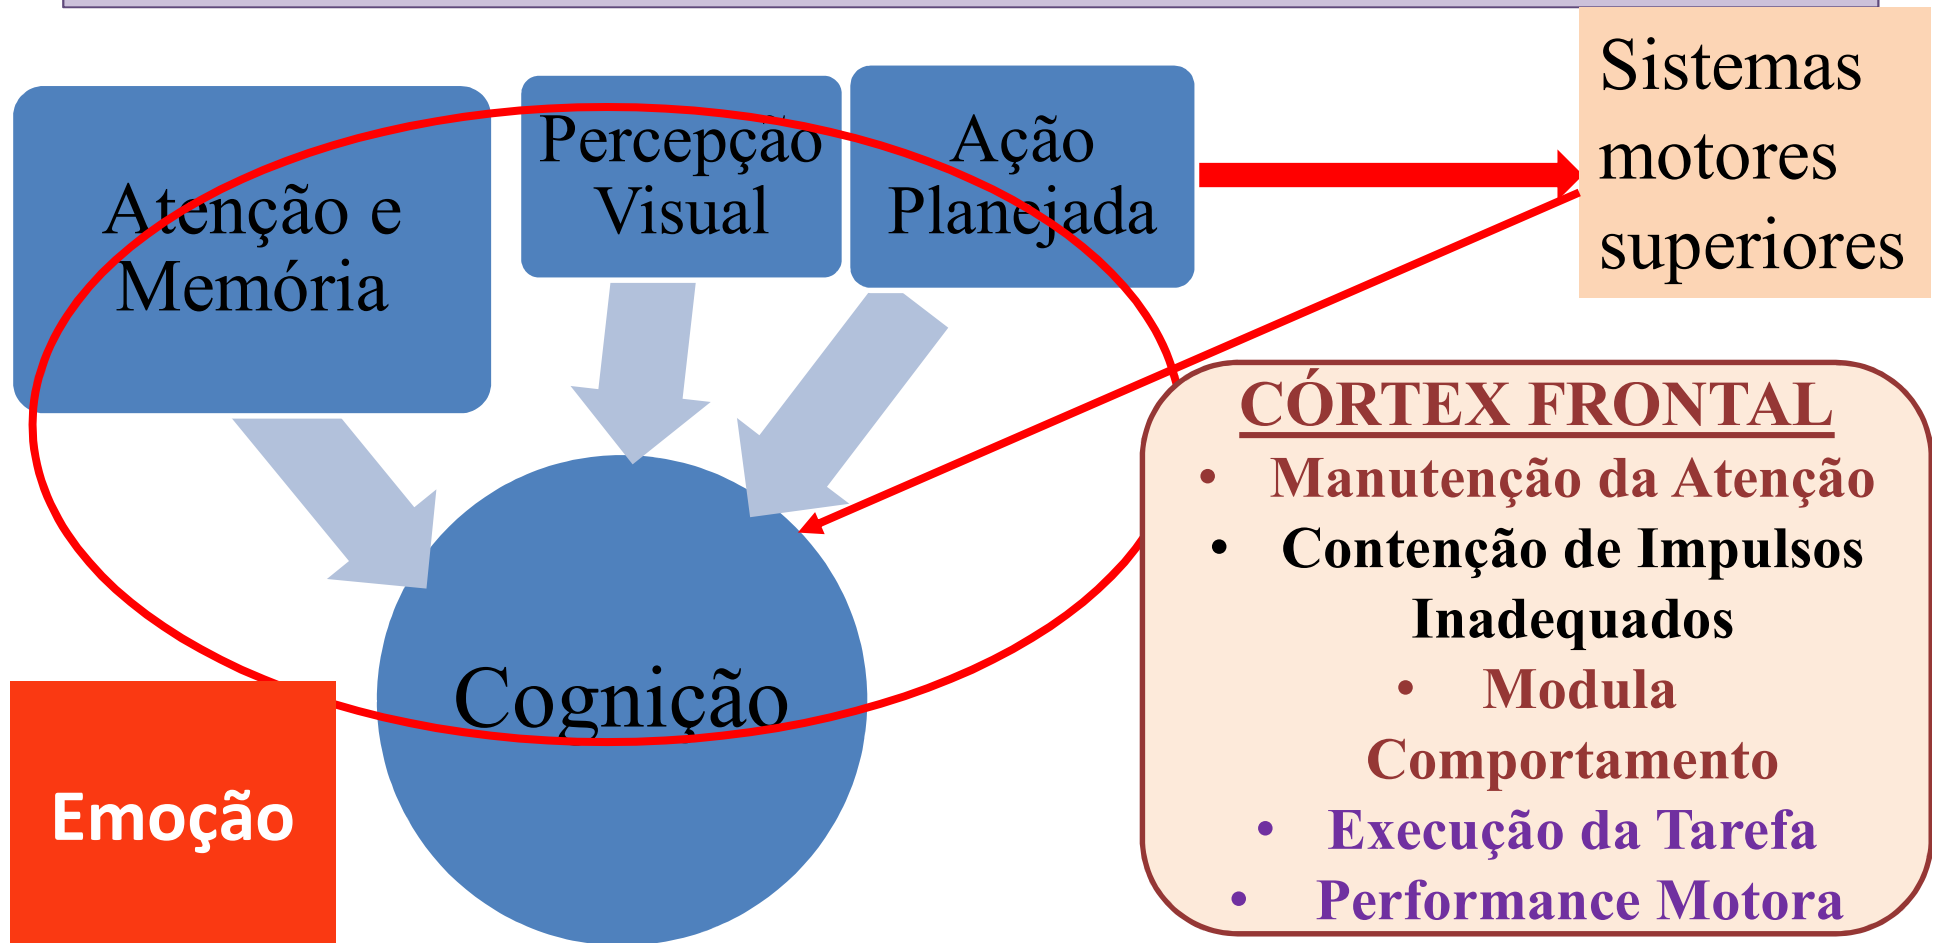 Atenção e
Memória
Percepção
Visual
Ação
Planejada
Sistemas
motores
superiores
Cognição
Emoção
CÓRTEX FRONTAL
• Manutenção da Atenção
• Contenção de Impulsos
Inadequados
• Modula
Comportamento
• Execução da Tarefa
• Performance Motora